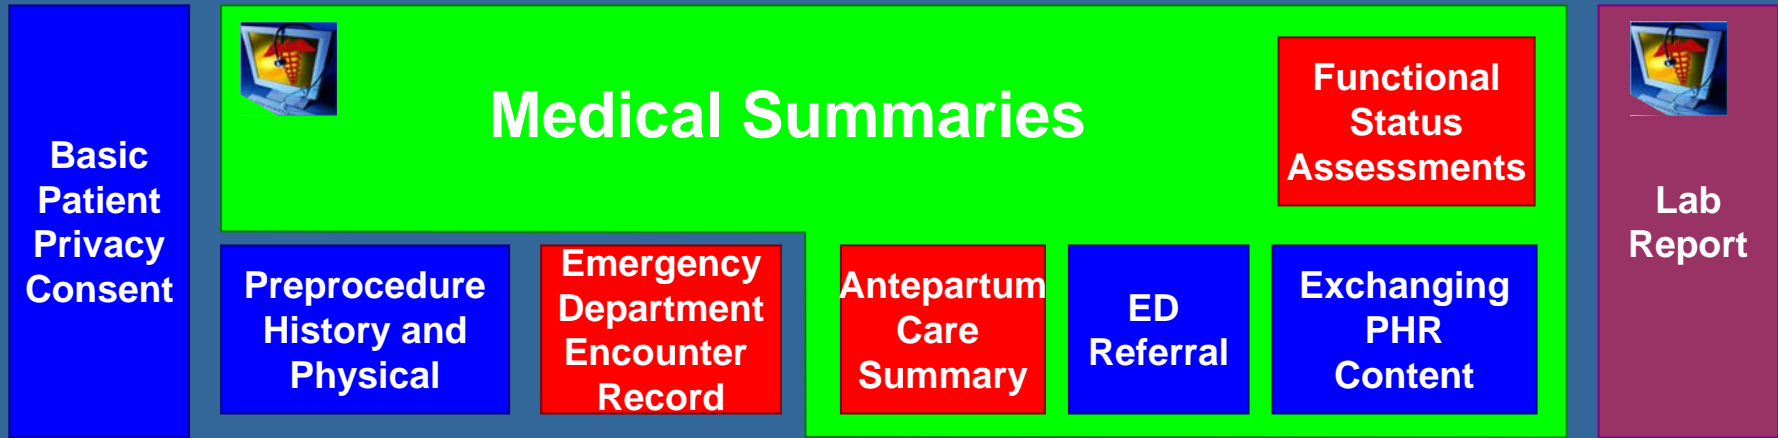 Basic
Patient
Privacy
Consent
Medical Summaries
Functional
Status
Assessments
Preprocedure
History and
Physical
Emergency
Department
Encounter
Record
Antepartum
Care
Summary
ED
Referral
Exchanging
PHR
Content
Lab
Report